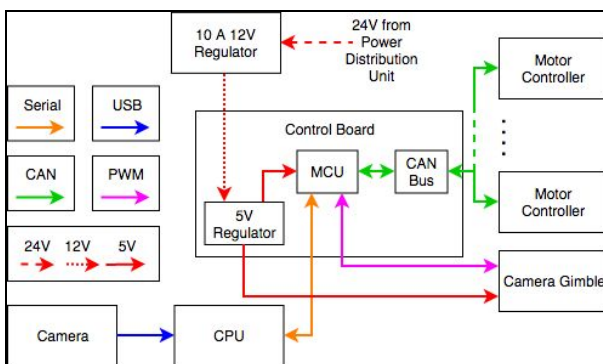 10 A 12V
Regulator
24V from
Power
Distribution
Unit
Motor
Controller
Serial
USB
Control Board
CAN
PWM
MCU
CAN
Bus
Motor
Controller
5V
Regulator
24V 12V 5V
Camera Gimble
Camera
CPU